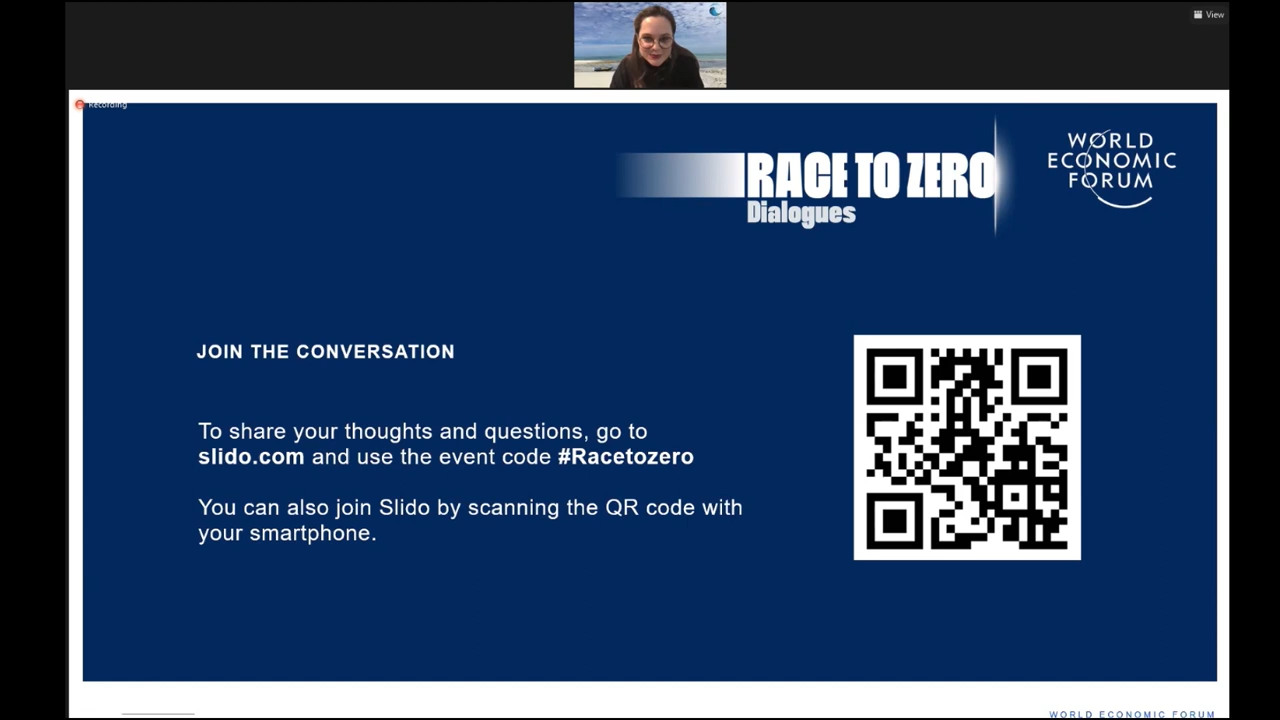 View
Recording
RACE TO ZERO
Dialogues
WORLD
ECONOMIC
FORUM
JOIN THE CONVERSATION
To share your thoughts and questions, go to
slido.com and use the event code #Racetozero
You can also join Slido by scanning the QR code with
your smartphone.
WORLD ECONOMIC FORUM